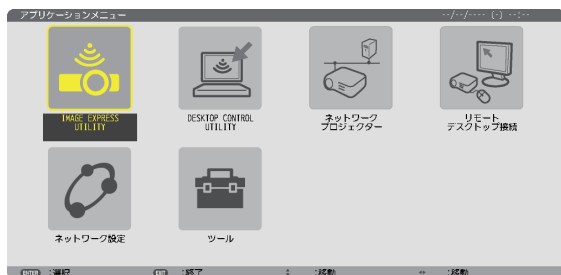 アプリケーションメニュー --/--/---- (-) --:--
IMAGE EXPRESS
UTILITY
DESKTOP CONTROL
UTILITY
ネットワーク
プロジェクター
リモート
デスクトップ接続
ネットワーク設定
ツール
ENTER :選択 EXIT :終了 :移動 :移動